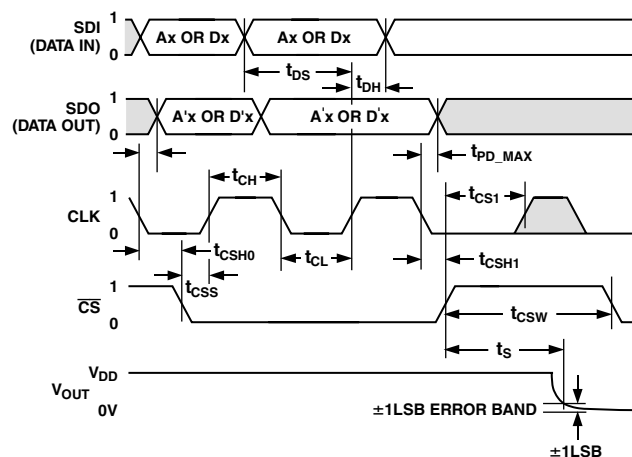 SDI
(DATA IN)
1
0
Ax OR Dx
Ax OR Dx
tDS
tDH
SDO
(DATA OUT)
1
0
A'x OR D'x
A'x OR D'x
tPD_MAX
CLK
1
0
tCH
tCS1
tCSH0
tCL
tCSH1
tCSS
CS
1
0
tCSW
tS
VOUT
VDD
0V
±1LSB ERROR BAND
±1LSB